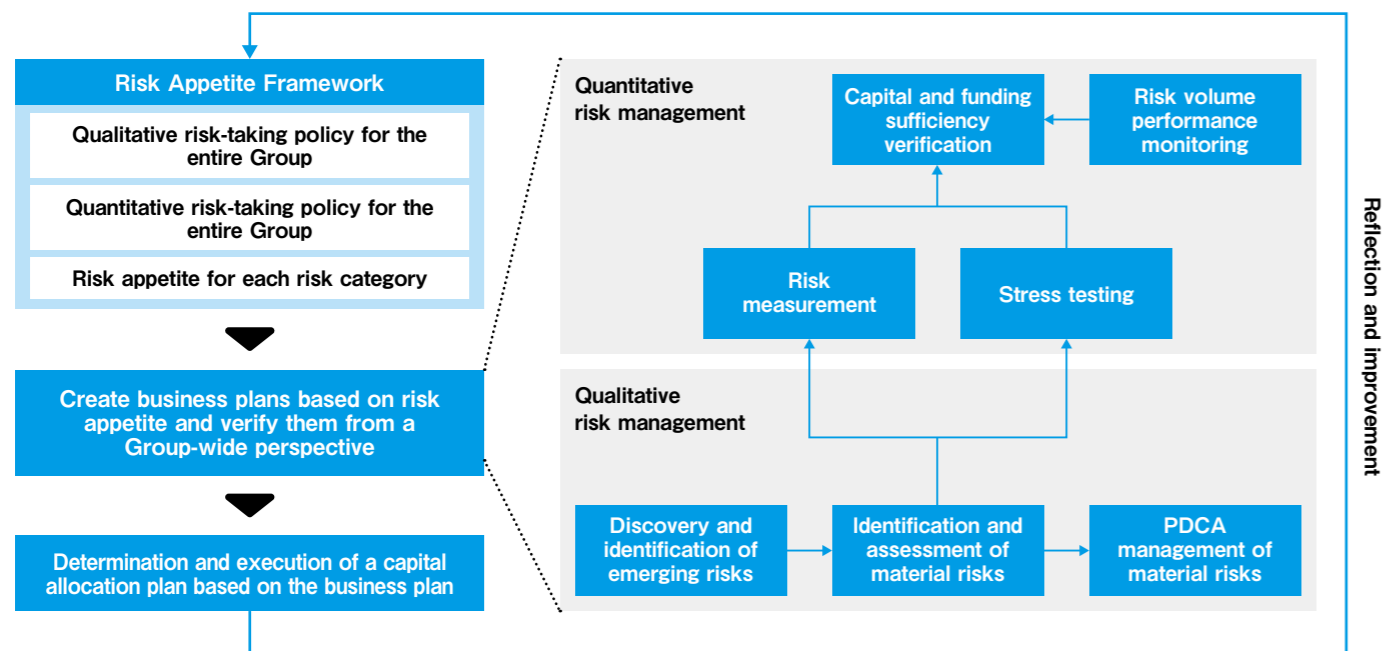 Risk Appetite Framework
Qualitative risk-taking policy for the
entire Group
Quantitative risk-taking policy for the
entire Group
Risk appetite for each risk category
Create business plans based on risk
appetite and verify them from a
Group-wide perspective
Determination and execution of a capital
allocation plan based on the business plan
Quantitative
risk management
Capital and funding
sufficiency
verification
Risk volume
performance
monitoring
Risk
measurement
Stress testing
Qualitative
risk management
Discovery and
identification of
emerging risks
Identification and
assessment of
material risks
PDCA
management of
material risks
Reflection and improvement